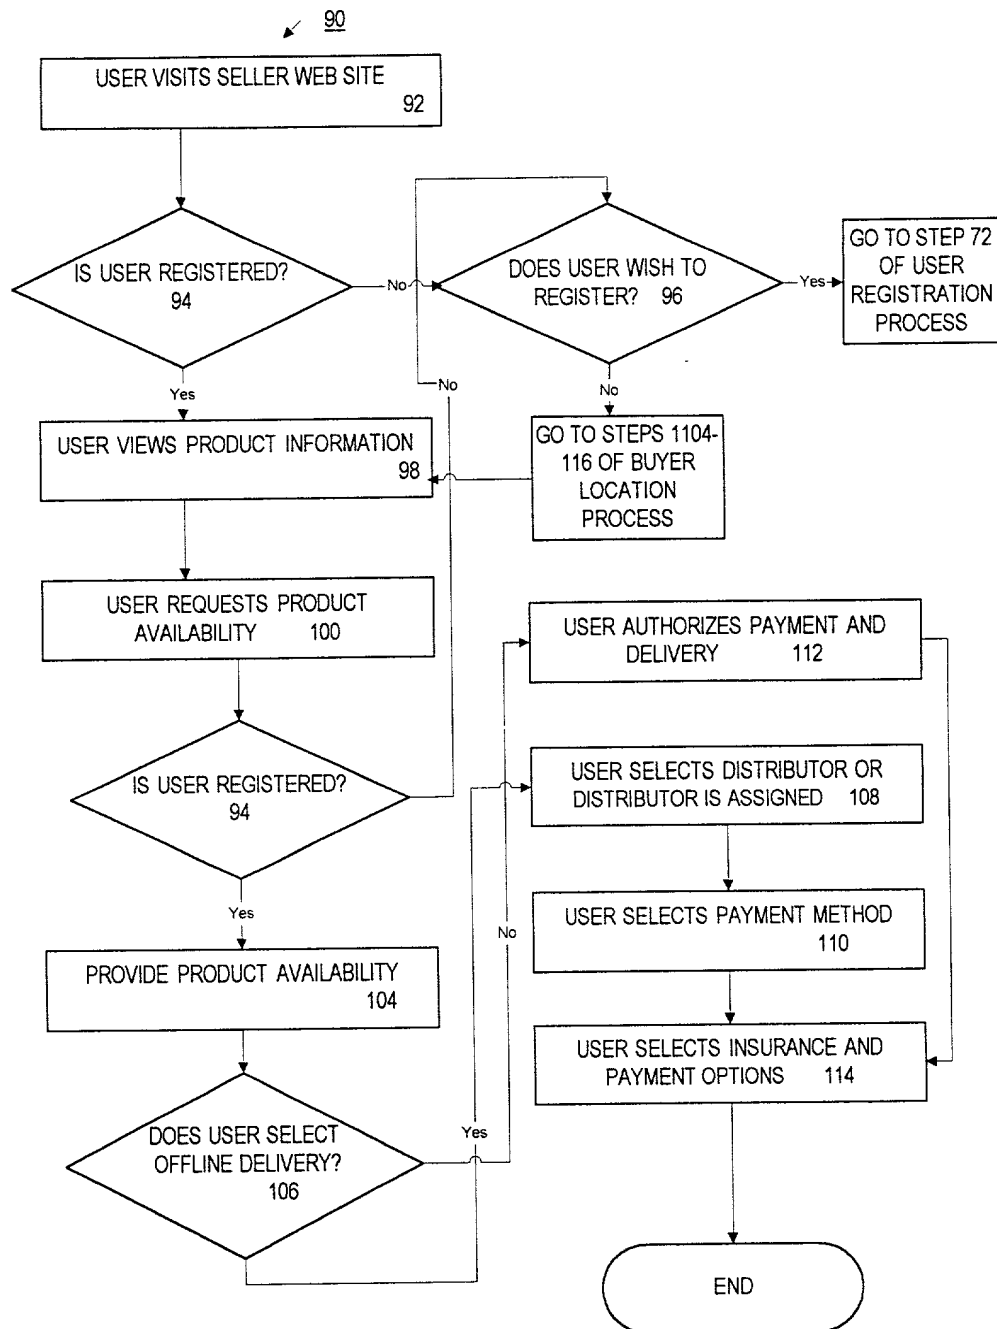 90
USER VISITS SELLER WEB SITE
92
IS USER REGISTERED?
94
No
DOES USER WISH TO
REGISTER? 96
Yes
GO TO STEP 72
OF USER
REGISTRATION
PROCESS
Yes
No
No
USER VIEWS PRODUCT INFORMATION
98
GO TO STEPS 1104-
116 OF BUYER
LOCATION
PROCESS
USER REQUESTS PRODUCT
AVAILABILITY 100
IS USER REGISTERED?
94
Yes
PROVIDE PRODUCT AVAILABILITY
104
DOES USER SELECT
OFFLINE DELIVERY?
106
Yes
No
USER AUTHORIZES PAYMENT AND
DELIVERY 112
USER SELECTS DISTRIBUTOR OR
DISTRIBUTOR IS ASSIGNED 108
USER SELECTS PAYMENT METHOD
110
USER SELECTS INSURANCE AND
PAYMENT OPTIONS 114
END